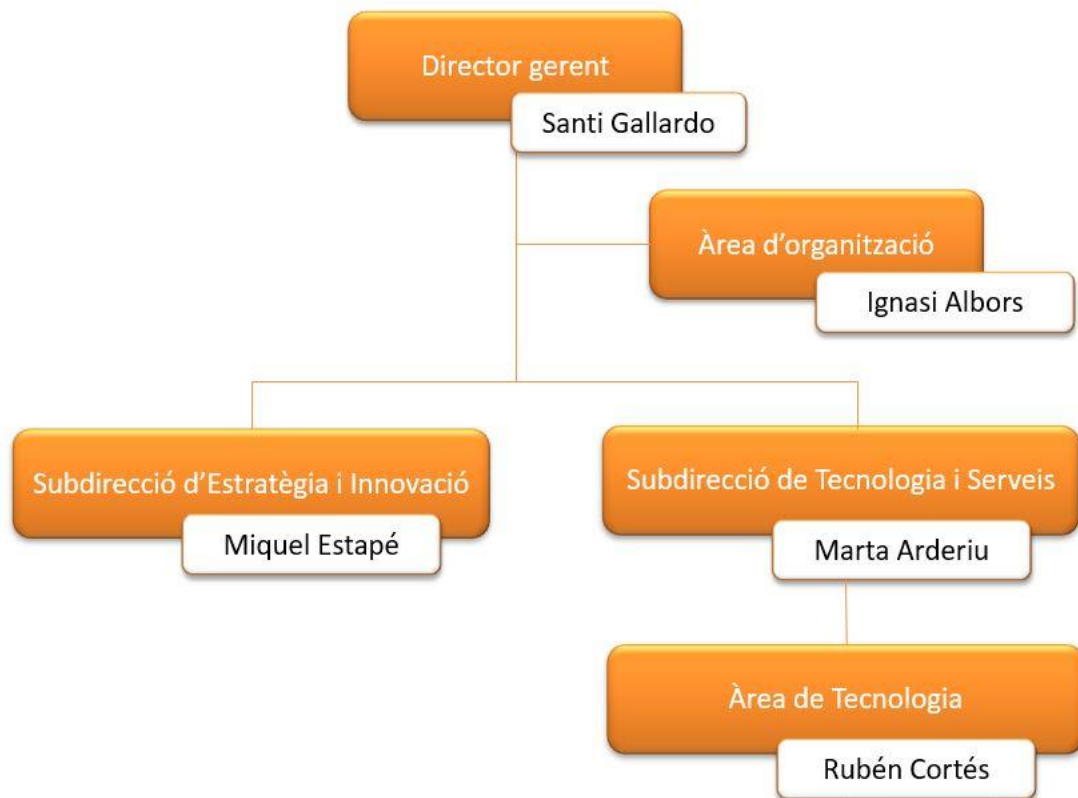 Director gerent
Santi Gallardo
Àrea d’organització
Ignasi Albors
Subdirecció d’Estratègia i Innovació
Miquel Estapé
Subdirecció de Tecnologia i Serveis
Marta Arderiu
Àrea de Tecnologia
Rubén Cortés